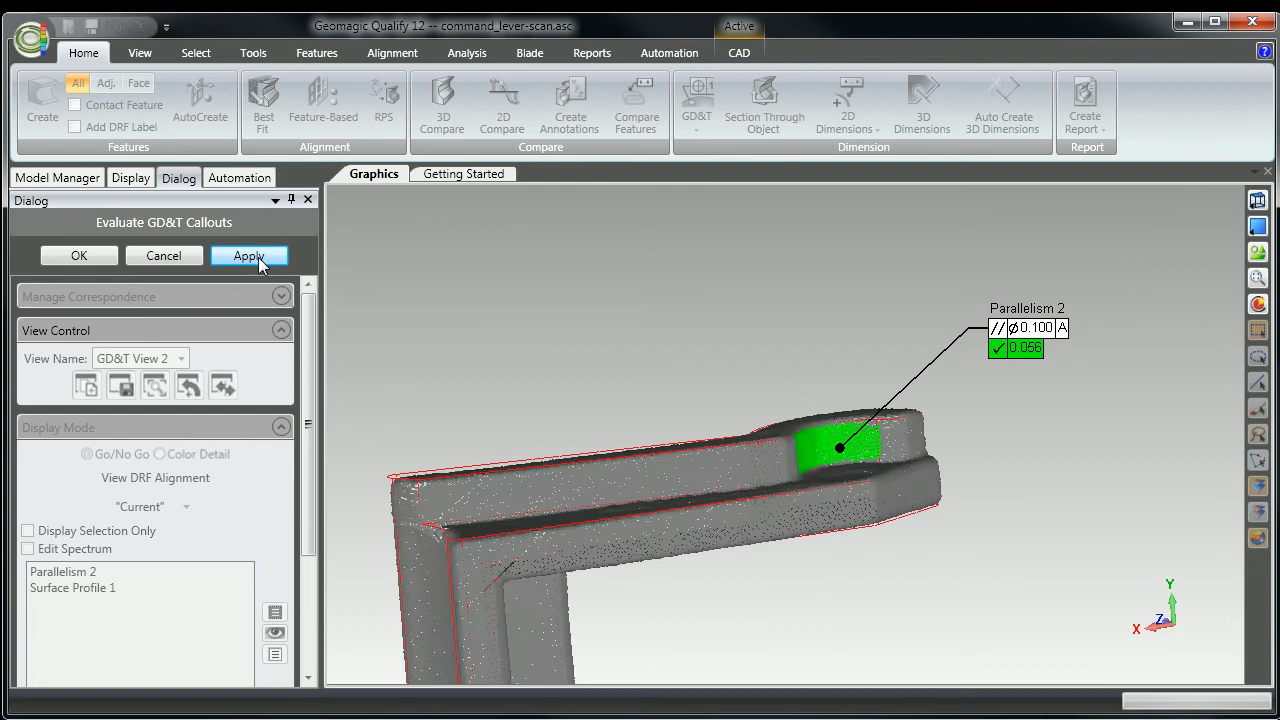 Geomagic Qualify 12 -- command_lever-scan.asc
Active
Home View Select Tools Features Alignment Analysis Blade Reports Automation CAD
All Adj. Face
Contact Feature
Add DRF Label
Create
AutoCreate
Features
Best Fit
Feature-Based
RPS
Alignment
3D Compare
2D Compare
Create Annotations
Compare Features
Compare
GD&T
Section Through Object
2D Dimensions
3D Dimensions
Auto Create 3D Dimensions
Dimension
Create Report
Report
Model Manager Display Dialog Automation
Graphics Getting Started
Dialog
Evaluate GD&T Callouts
OK Cancel Apply
Manage Correspondence
View Control
View Name: GD&T View 2
Display Mode
Go/No Go Color Detail
View DRF Alignment
"Current"
Display Selection Only
Edit Spectrum
Parallelism 2
Surface Profile 1
Parallelism 2
// ⌀0.100 A
✓ 0.056
Y
Z
X